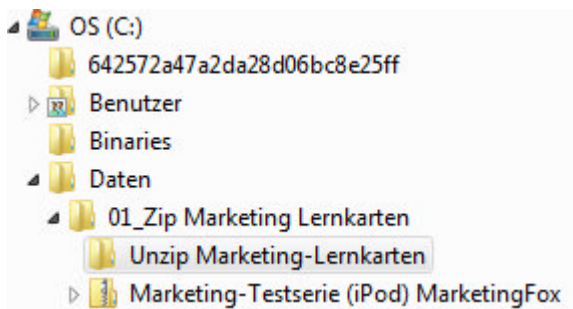 OS (C:)
642572a47a2da28d06bc8e25ff
Benutzer
Binaries
Daten
01_Zip Marketing Lernkarten
Unzip Marketing-Lernkarten
Marketing-Testserie (iPod) MarketingFox